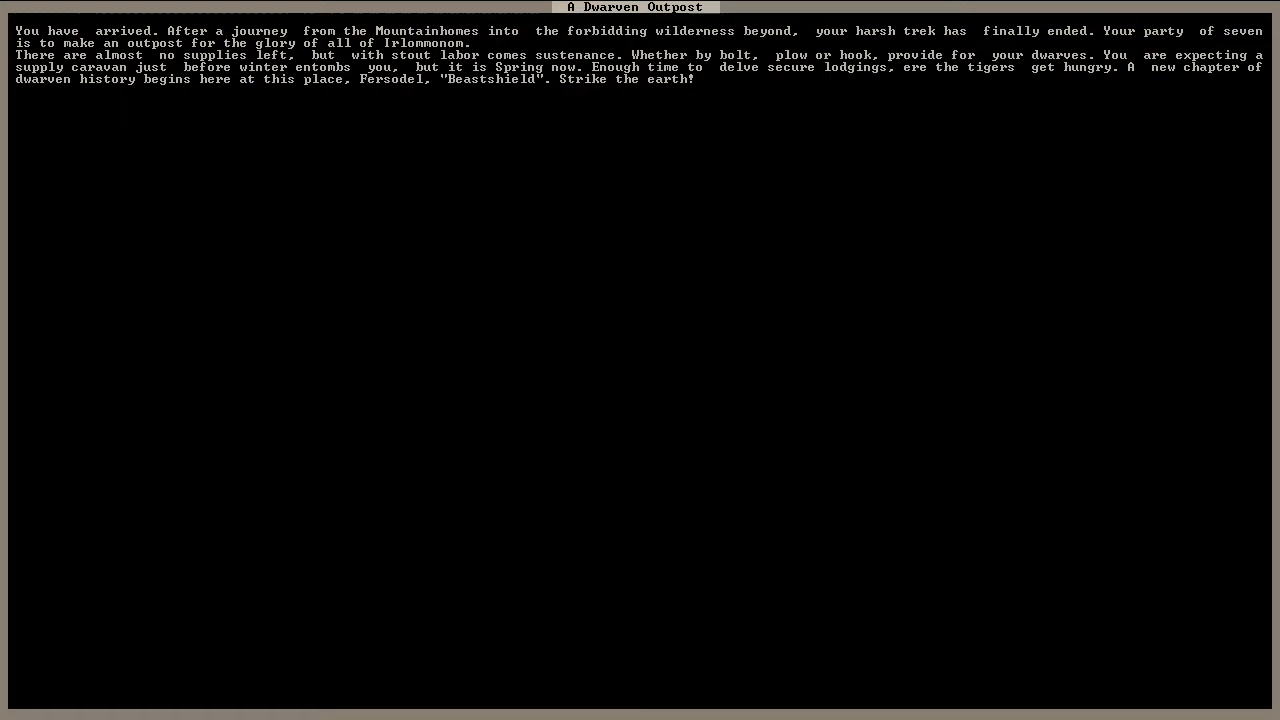 A Dwarven Outpost
You have arrived. After a journey from the Mountainhomes into the forbidding wilderness beyond, your harsh trek has finally ended. Your party of seven
is to make an outpost for the glory of all of Irlommonom.
There are almost no supplies left, but with stout labor comes sustenance. Whether by bolt, plow or hook, provide for your dwarves. You are expecting a
supply caravan just before winter entombs you, but it is Spring now. Enough time to delve secure lodgings, ere the tigers get hungry. A new chapter of
dwarven history begins here at this place, Fersodel, "Beastshield". Strike the earth!